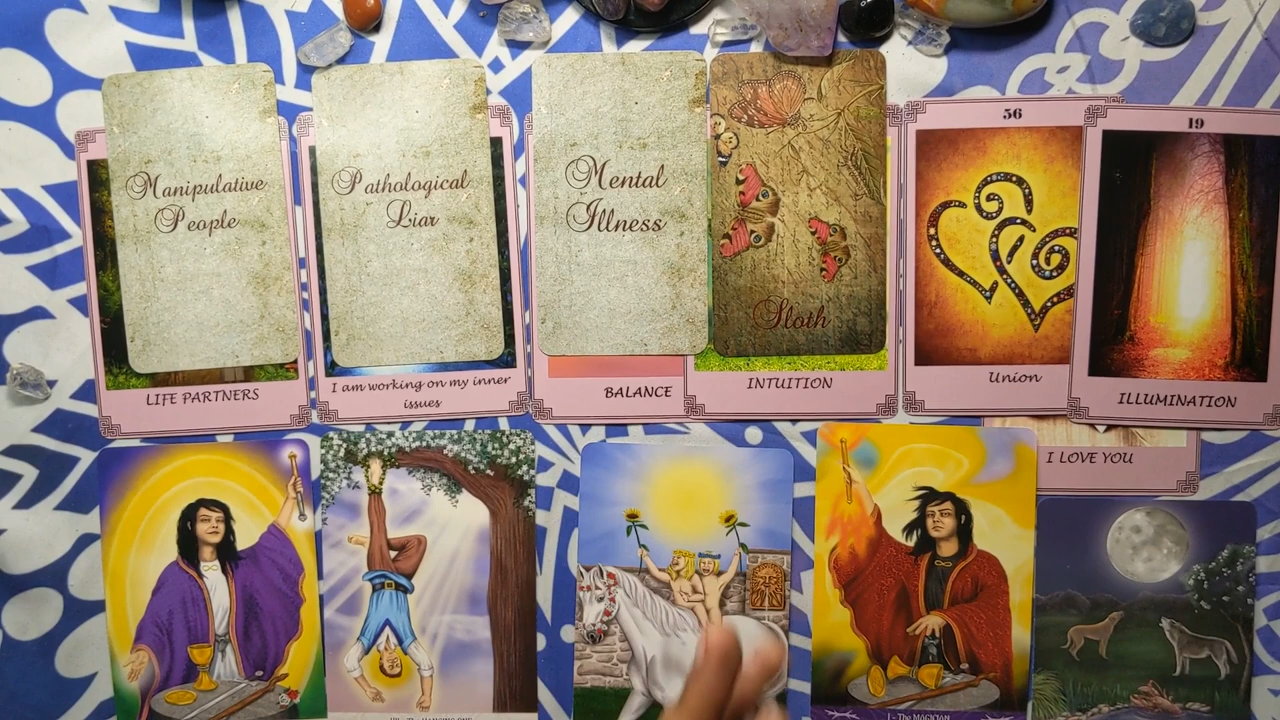 Manipulative
People
Pathological
Liar
Mental
Illness
Sloth
56
19
LIFE PARTNERS
I am working on my inner
issues
BALANCE
INTUITION
Union
ILLUMINATION
I LOVE YOU
I - The MAGICIAN